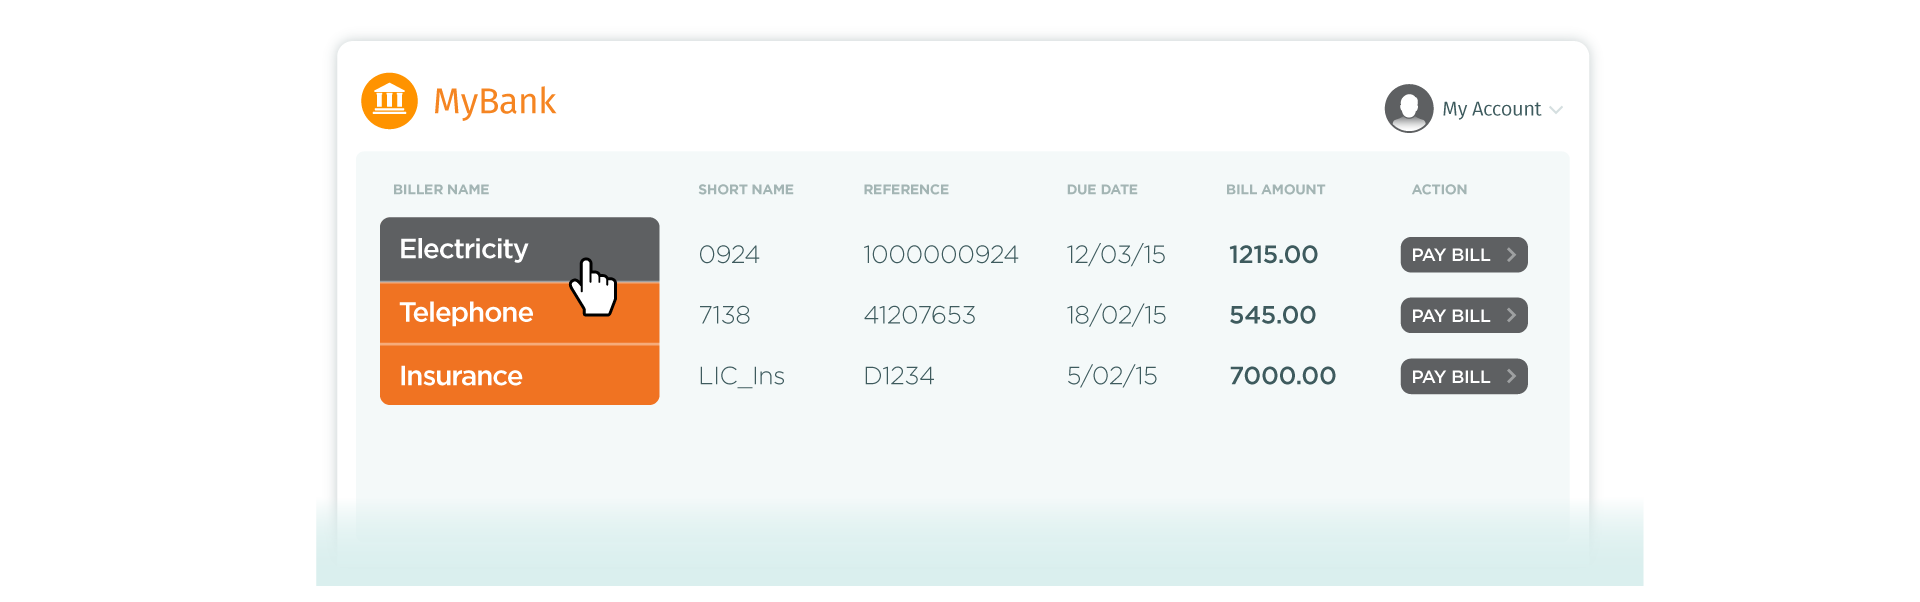 MyBank
My Account
BILLER NAME SHORT NAME REFERENCE DUE DATE BILL AMOUNT ACTION
Electricity 0924 1000000924 12/03/15 1215.00 PAY BILL
Telephone 7138 41207653 18/02/15 545.00 PAY BILL
Insurance LIC_Ins D1234 5/02/15 7000.00 PAY BILL